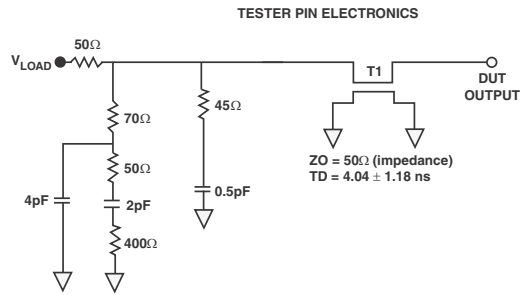 TESTER PIN ELECTRONICS
50Ω
VLOAD
T1
DUT
OUTPUT
70Ω
45Ω
ZO = 50Ω (impedance)
TD = 4.04 ± 1.18 ns
50Ω
4pF
2pF
0.5pF
400Ω